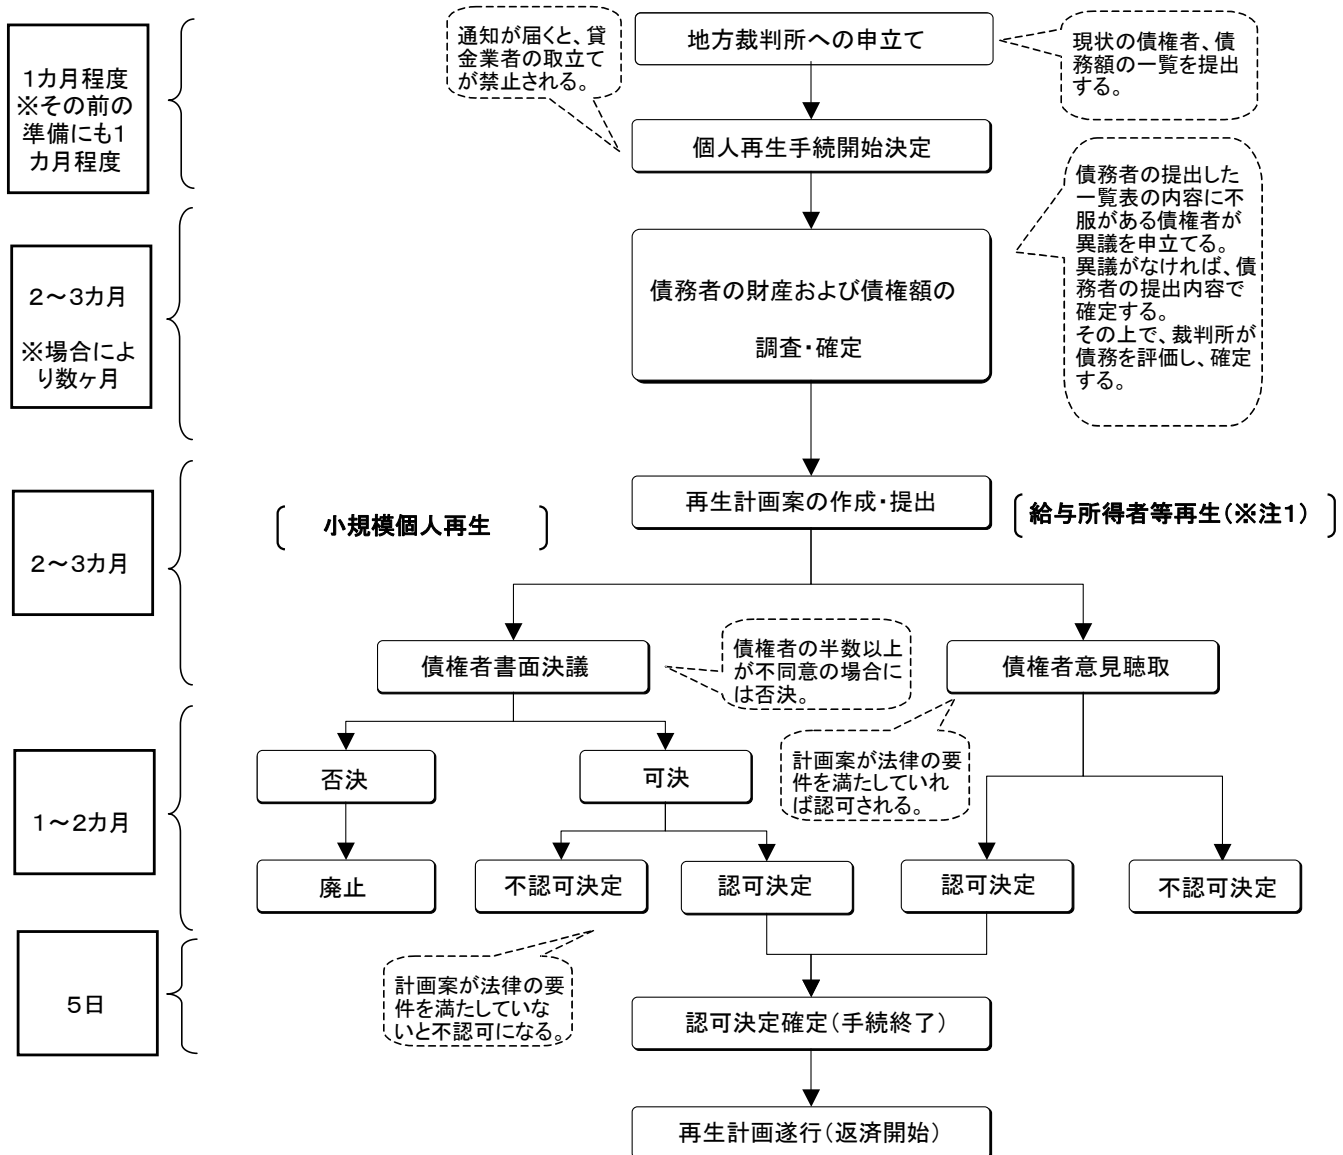 地方裁判所への申立て
通知が届くと、貸
金業者の取立て
が禁止される。
現状の債権者、債
務額の一覧を提出
する。
1カ月程度
※その前の
準備にも1
カ月程度
個人再生手続開始決定
債務者の提出した
一覧表の内容に不
服がある債権者が
異議を申立てる。
異議がなければ、債
務者の提出内容で
確定する。
その上で、裁判所が
債務を評価し、確定
する。
2～3カ月
※場合によ
り数ヶ月
債務者の財産および債権額の
調査・確定
再生計画案の作成・提出
小規模個人再生
給与所得者等再生(※注1)
2～3カ月
債権者書面決議
債権者の半数以上
が不同意の場合に
は否決。
債権者意見聴取
否決
可決
計画案が法律の要
件を満たしていれ
ば認可される。
1～2カ月
廃止
不認可決定
認可決定
認可決定
不認可決定
5日
計画案が法律の要
件を満たしていな
いと不認可になる。
認可決定確定(手続終了)
再生計画遂行(返済開始)